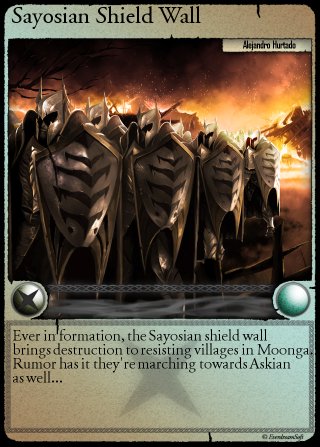 Sayosian Shield Wall
Alejandro Hurtado
Ever in formation, the Sayosian shield wall
brings destruction to resisting villages in Moonga.
Rumor has it they're marching towards Askian
as well...
© EverdreamSoft